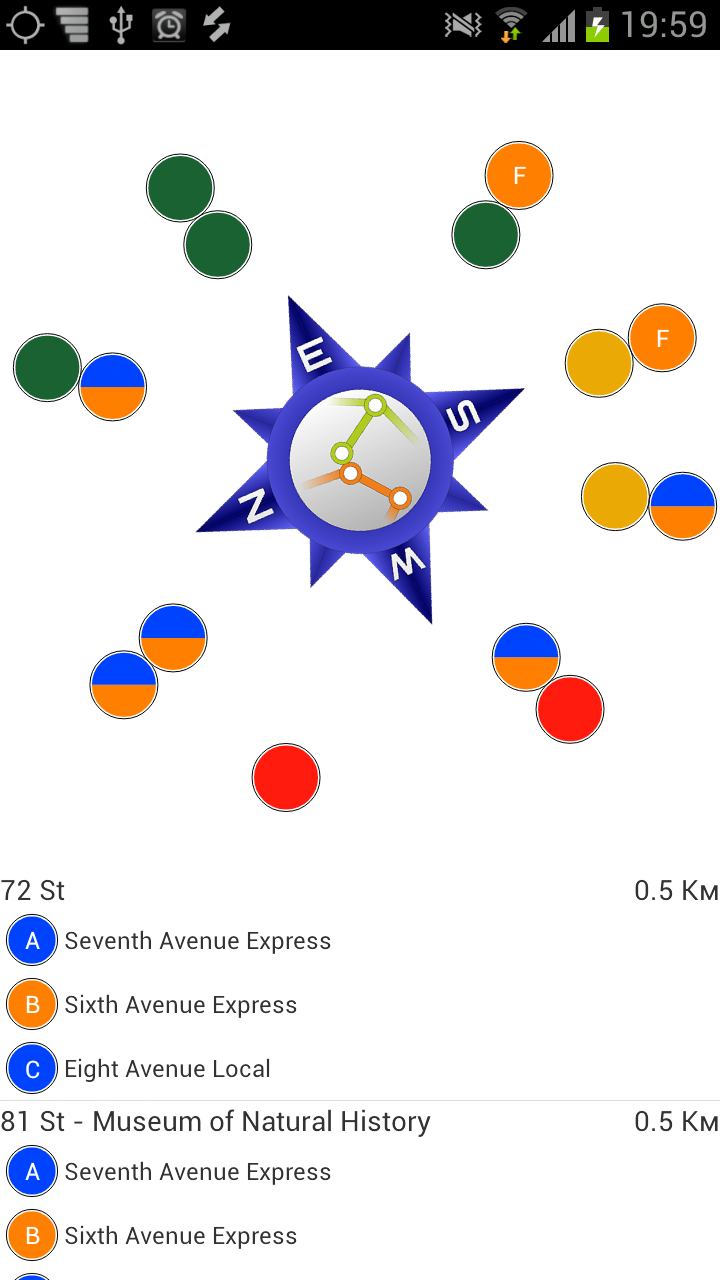 19:59
F
F
E
S
N
W
72 St 0.5 Км
A Seventh Avenue Express
B Sixth Avenue Express
C Eight Avenue Local
81 St - Museum of Natural History 0.5 Км
A Seventh Avenue Express
B Sixth Avenue Express